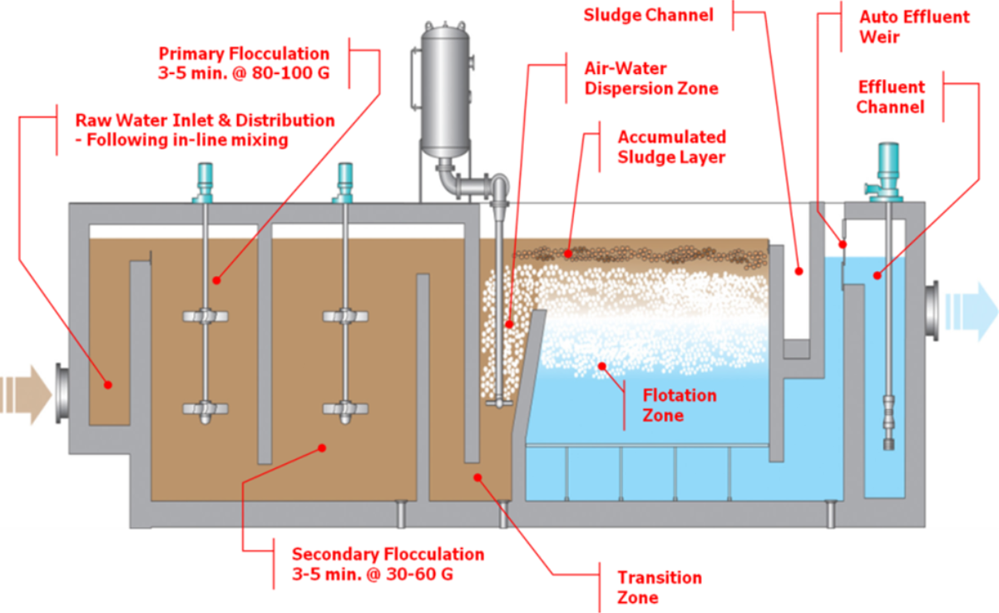 Sludge Channel
Auto Effluent
Weir
Primary Flocculation
3-5 min. @ 80-100 G
Air-Water
Dispersion Zone
Effluent
Channel
Raw Water Inlet & Distribution
- Following in-line mixing
Accumulated
Sludge Layer
Flotation
Zone
Secondary Flocculation
3-5 min. @ 30-60 G
Transition
Zone